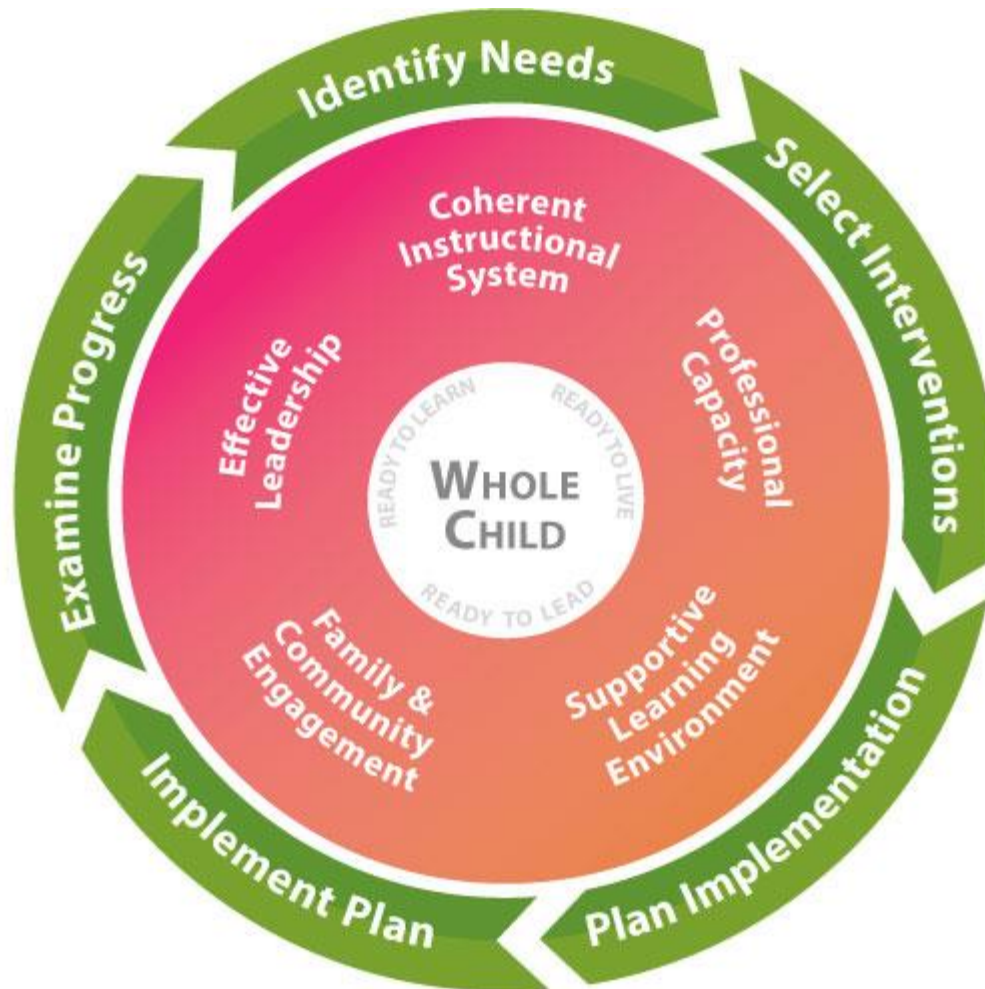 Identify Needs
Select Interventions
Plan Implementation
Implement Plan
Examine Progress
Coherent
Instructional
System
Professional
Capacity
Supportive
Learning
Environment
Family &
Community
Engagement
Effective
Leadership
READY TO LEARN
READY TO LIVE
READY TO LEAD
WHOLE
CHILD